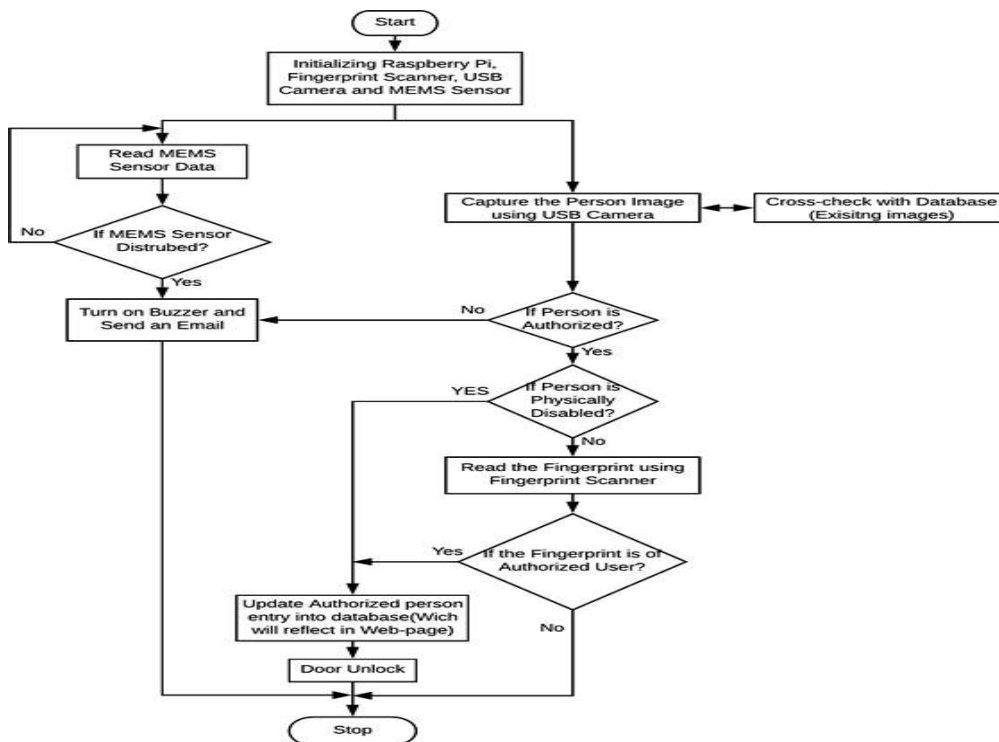 Start
Initializing Raspberry Pi,
Fingerprint Scanner, USB
Camera and MEMS Sensor
Read MEMS
Sensor Data
Capture the Person Image
using USB Camera
Cross-check with Database
(Exisitng images)
No
If MEMS Sensor
Distrubed?
Yes
Turn on Buzzer and
Send an Email
No
If Person is
Authorized?
Yes
YES
If Person is
Physically
Disabled?
No
Read the Fingerprint using
Fingerprint Scanner
Yes
If the Fingerprint is of
Authorized User?
No
Update Authorized person
entry into database(Wich
will reflect in Web-page)
Door Unlock
Stop